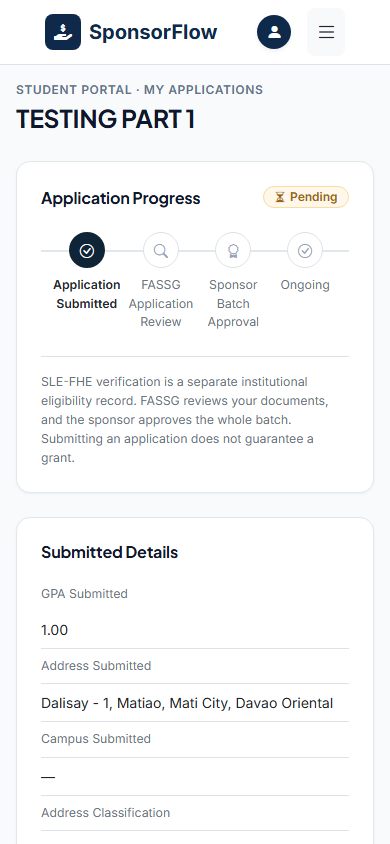 SponsorFlow
STUDENT PORTAL · MY APPLICATIONS
TESTING PART 1
Application Progress
Pending
Application
Submitted
FASSG
Application
Review
Sponsor
Batch
Approval
Ongoing
SLE-FHE verification is a separate institutional
eligibility record. FASSG reviews your documents,
and the sponsor approves the whole batch.
Submitting an application does not guarantee a
grant.
Submitted Details
GPA Submitted
1.00
Address Submitted
Dalisay - 1, Matiao, Mati City, Davao Oriental
Campus Submitted
—
Address Classification